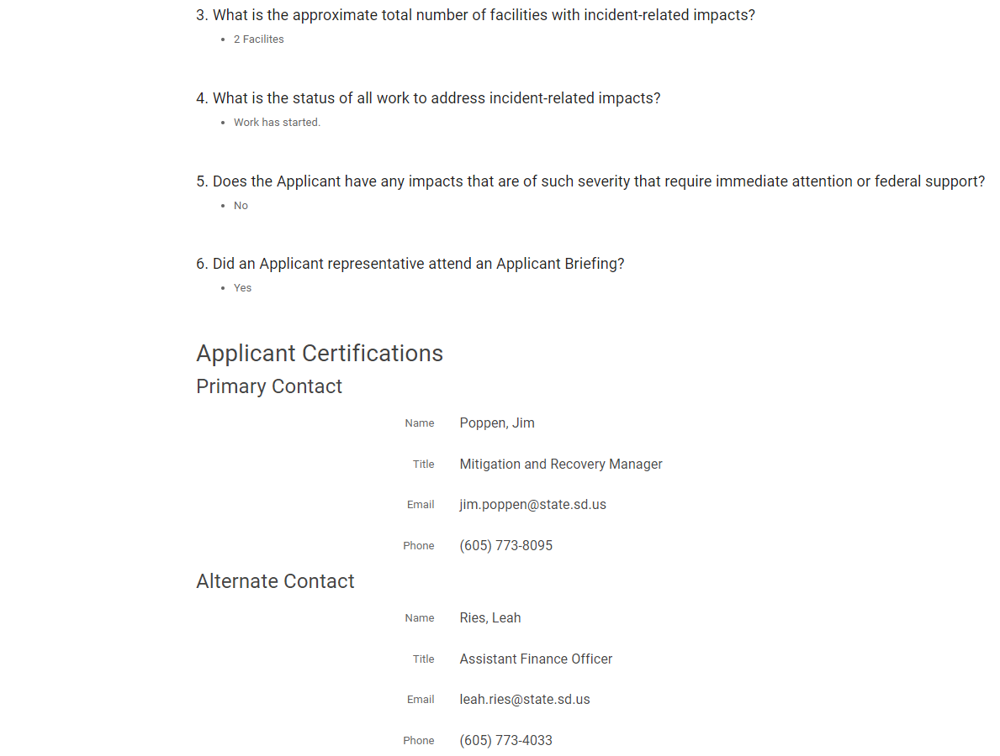 3. What is the approximate total number of facilities with incident-related impacts?
• 2 Facilites
4. What is the status of all work to address incident-related impacts?
• Work has started.
5. Does the Applicant have any impacts that are of such severity that require immediate attention or federal support?
• No
6. Did an Applicant representative attend an Applicant Briefing?
• Yes
Applicant Certifications
Primary Contact
Name Poppen, Jim
Title Mitigation and Recovery Manager
Email jim.poppen@state.sd.us
Phone (605) 773-8095
Alternate Contact
Name Ries, Leah
Title Assistant Finance Officer
Email leah.ries@state.sd.us
Phone (605) 773-4033